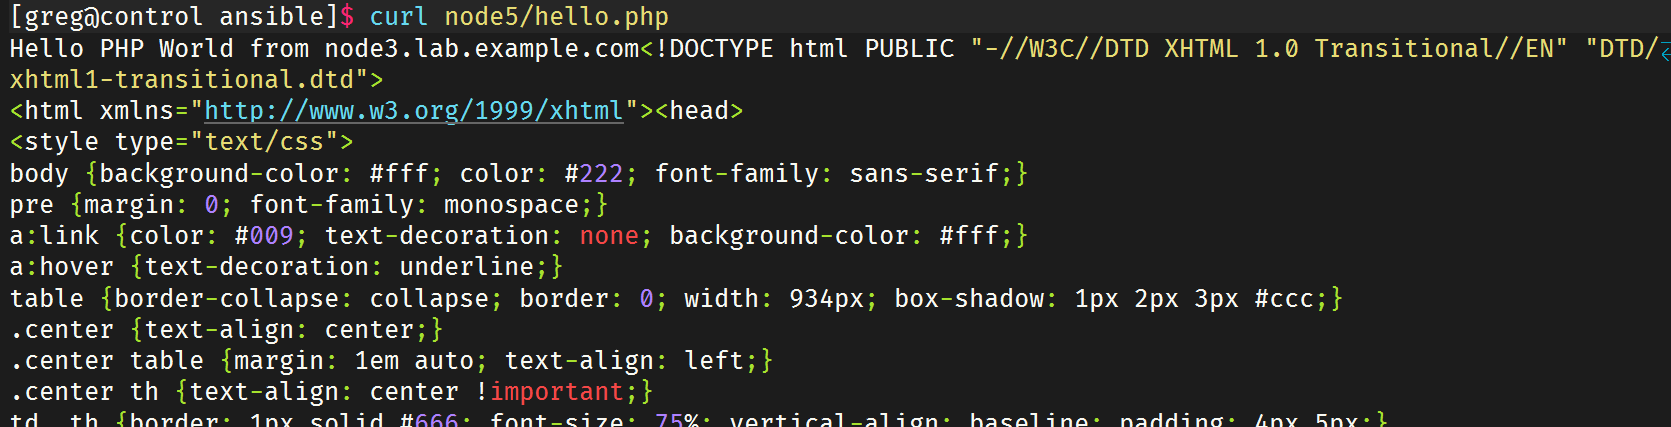 [greg@control ansible]$ curl node5/hello.php
Hello PHP World from node3.lab.example.com<!DOCTYPE html PUBLIC "-//W3C//DTD XHTML 1.0 Transitional//EN" "DTD/
xhtml1-transitional.dtd">
<html xmlns="http://www.w3.org/1999/xhtml"><head>
<style type="text/css">
body {background-color: #fff; color: #222; font-family: sans-serif;}
pre {margin: 0; font-family: monospace;}
a:link {color: #009; text-decoration: none; background-color: #fff;}
a:hover {text-decoration: underline;}
table {border-collapse: collapse; border: 0; width: 934px; box-shadow: 1px 2px 3px #ccc;}
.center {text-align: center;}
.center table {margin: 1em auto; text-align: left;}
.center th {text-align: center !important;}
td, th {border: 1px solid #666; font-size: 75%; vertical-align: baseline; padding: 4px 5px;}